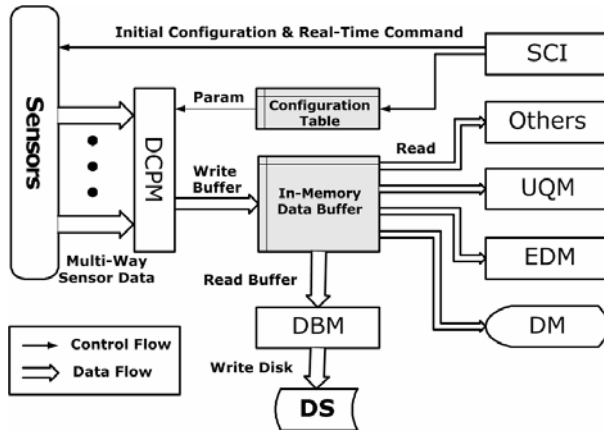 Initial Configuration & Real-Time Command
SCI
Sensors
Param
Configuration
Table
Others
DCPM
Read
Write
Buffer
In-Memory
Data Buffer
UQM
Multi-Way
Sensor Data
EDM
Read Buffer
DBM
DM
Control Flow
Data Flow
Write Disk
DS